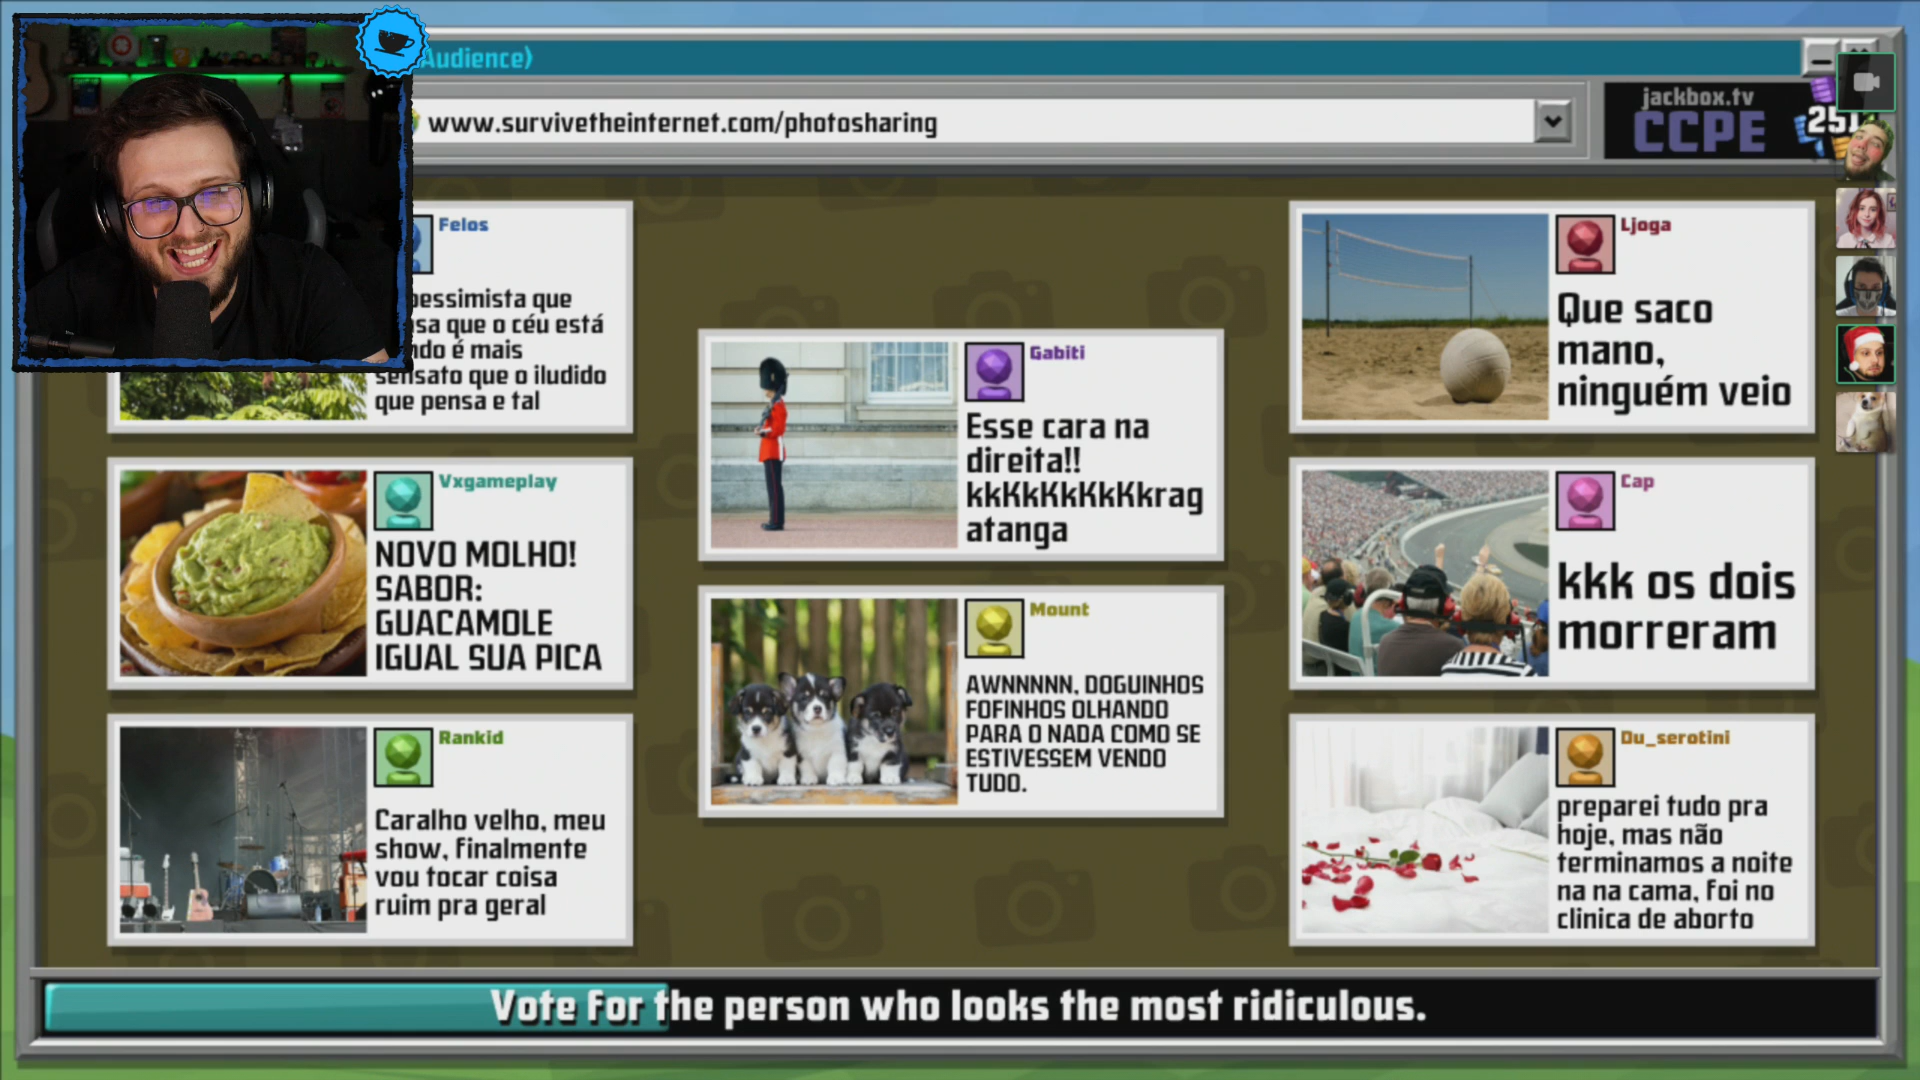 Audience)
www.survivetheinternet.com/photosharing
jackbox.tv
CCPE
251
Felos
pessimista que
que o céu está
é mais
sensato que o iludido
que pensa e tal
Vxgameplay
NOVO MOLHO!
SABOR:
GUACAMOLE
IGUAL SUA PICA
Rankid
Caralho velho, meu
show, finalmente
vou tocar coisa
ruim pra geral
Gabiti
Esse cara na
direita!!
kkKkKkKkKkrag
atanga
Mount
AWNNNNN, DOGUINHOS
FOFINHOS OLHANDO
PARA O NADA COMO SE
ESTIVESSEM VENDO
TUDO.
Ljoga
Que saco
mano,
ninguém veio
Cap
kkk os dois
morreram
Du_serotini
preparei tudo pra
hoje, mas não
terminamos a noite
na na cama, foi no
clinica de aborto
Vote for the person who looks the most ridiculous.